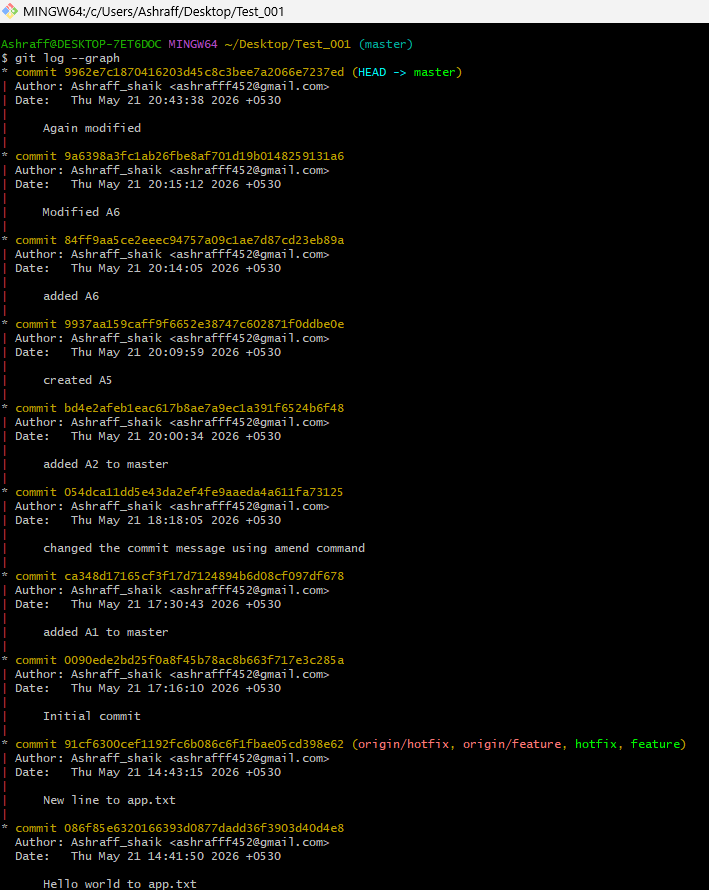 MINGW64:/c/Users/Ashraff/Desktop/Test_001
Ashraff@DESKTOP-7ET6DOC MINGW64 ~/Desktop/Test_001 (master)
$ git log --graph
* commit 9962e7c1870416203d45c8c3bee7a2066e7237ed (HEAD -> master)
| Author: Ashraff_shaik <ashrafff452@gmail.com>
| Date:   Thu May 21 20:43:38 2026 +0530
|
|     Again modified
|
* commit 9a6398a3fc1ab26fbe8af701d19b0148259131a6
| Author: Ashraff_shaik <ashrafff452@gmail.com>
| Date:   Thu May 21 20:15:12 2026 +0530
|
|     Modified A6
|
* commit 84ff9aa5ce2eeec94757a09c1ae7d87cd23eb89a
| Author: Ashraff_shaik <ashrafff452@gmail.com>
| Date:   Thu May 21 20:14:05 2026 +0530
|
|     added A6
|
* commit 9937aa159caff9f6652e38747c602871f0ddbe0e
| Author: Ashraff_shaik <ashrafff452@gmail.com>
| Date:   Thu May 21 20:09:59 2026 +0530
|
|     created A5
|
* commit bd4e2afeb1eac617b8ae7a9ec1a391f6524b6f48
| Author: Ashraff_shaik <ashrafff452@gmail.com>
| Date:   Thu May 21 20:00:34 2026 +0530
|
|     added A2 to master
|
* commit 054dca11dd5e43da2ef4fe9aaeda4a611fa73125
| Author: Ashraff_shaik <ashrafff452@gmail.com>
| Date:   Thu May 21 18:18:05 2026 +0530
|
|     changed the commit message using amend command
|
* commit ca348d17165cf3f17d7124894b6d08cf097df678
| Author: Ashraff_shaik <ashrafff452@gmail.com>
| Date:   Thu May 21 17:30:43 2026 +0530
|
|     added A1 to master
|
* commit 0090ede2bd25f0a8f45b78ac8b663f717e3c285a
| Author: Ashraff_shaik <ashrafff452@gmail.com>
| Date:   Thu May 21 17:16:10 2026 +0530
|
|     Initial commit
|
* commit 91cf6300cef1192fc6b086c6f1fbae05cd398e62 (origin/hotfix, origin/feature, hotfix, feature)
| Author: Ashraff_shaik <ashrafff452@gmail.com>
| Date:   Thu May 21 14:43:15 2026 +0530
|
|     New line to app.txt
|
* commit 086f85e6320166393d0877dadd36f3903d40d4e8
  Author: Ashraff_shaik <ashrafff452@gmail.com>
  Date:   Thu May 21 14:41:50 2026 +0530
      Hello world to app.txt